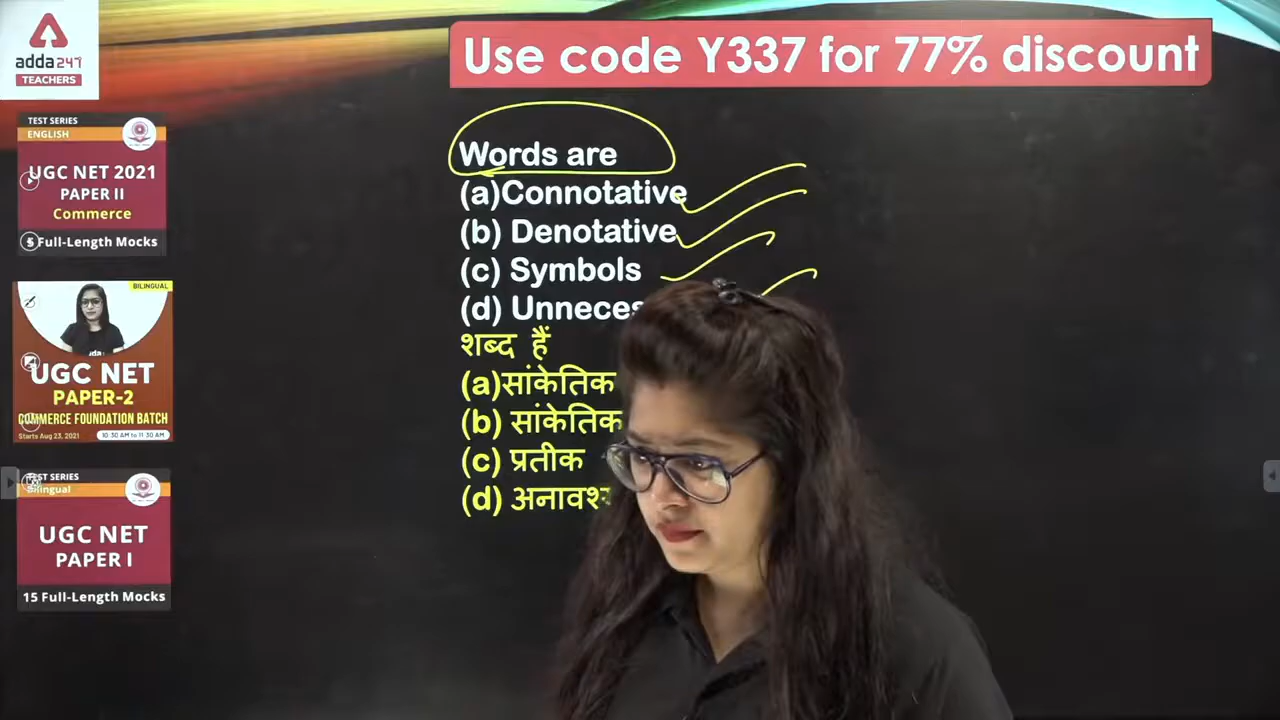 adda247
TEACHERS
Use code Y337 for 77% discount
TEST SERIES
ENGLISH
UGC NET 2021
PAPER II
Commerce
5 Full-Length Mocks
BILINGUAL
UGC NET
PAPER-2
COMMERCE FOUNDATION BATCH
Starts Aug 23, 2021
10:30 AM to 11:30 AM
TEST SERIES
Bilingual
UGC NET
PAPER I
15 Full-Length Mocks
Words are
(a)Connotative
(b) Denotative
(c) Symbols
(d)
शब्द हैं
(a)सांकेतिक
(b) सांकेतिक
(c) प्रतीक
(d)